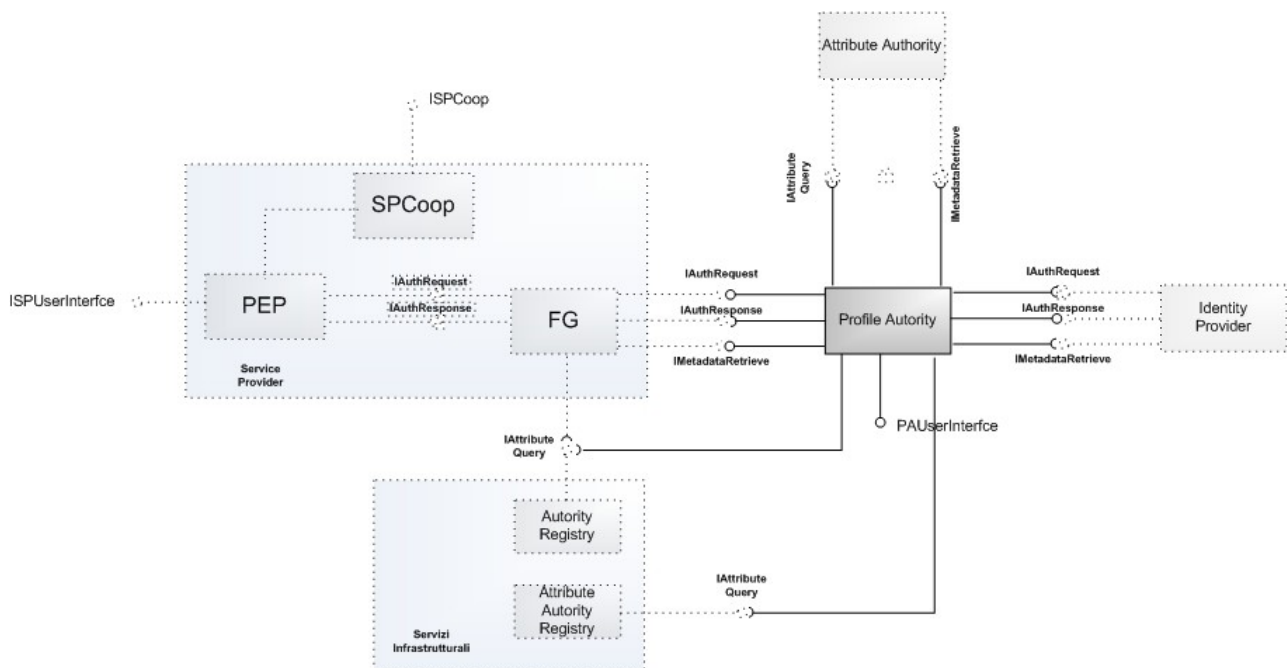 Attribute Authority
ISPCoop
IAttribute
Query
IMetadataRetrieve
SPCoop
IAuthRequest
IAuthRequest
IAuthRequest
ISPUserInterfce
PEP
IAuthResponse
FG
IAuthResponse
Profile Autority
IAuthResponse
Identity
Provider
IMetadataRetrieve
IMetadataRetrieve
Service
Provider
PAUserInterfce
IAttribute
Query
Autority
Registry
Attribute
Autority
Registry
IAttribute
Query
Servizi
Infrastrutturali